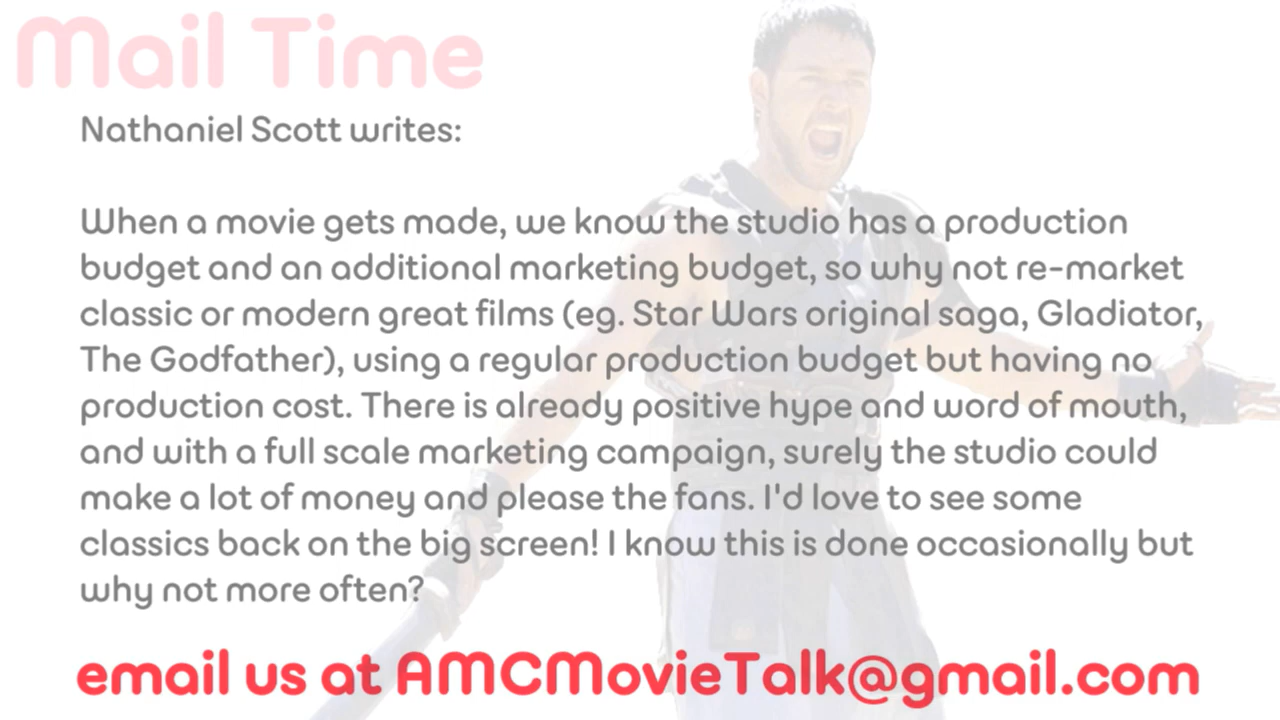 Mail Time
Nathaniel Scott writes:
When a movie gets made, we know the studio has a production
budget and an additional marketing budget, so why not re-market
classic or modern great films (eg. Star Wars original saga, Gladiator,
The Godfather), using a regular production budget but having no
production cost. There is already positive hype and word of mouth,
and with a full scale marketing campaign, surely the studio could
make a lot of money and please the fans. I'd love to see some
classics back on the big screen! I know this is done occasionally but
why not more often?
email us at AMCMovieTalk@gmail.com